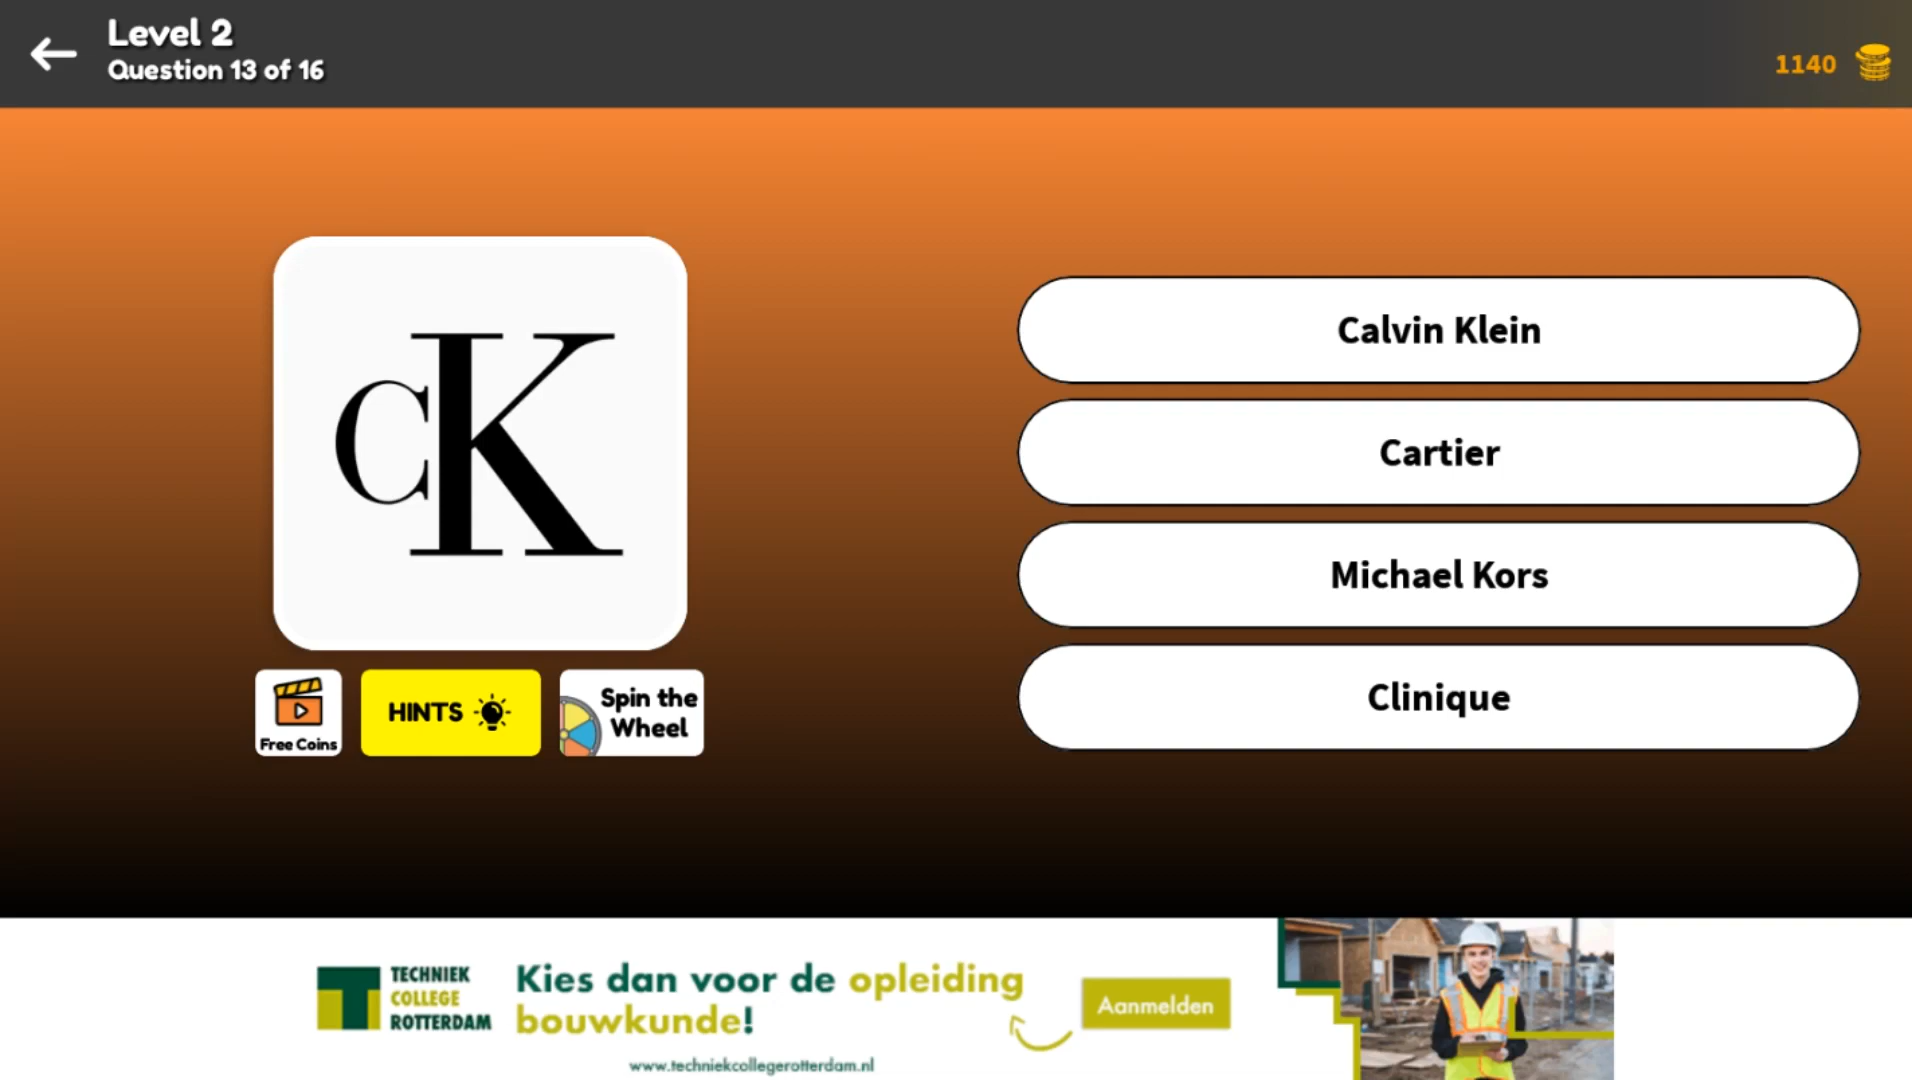 Level 2
Question 13 of 16
1140
cK
Calvin Klein
Cartier
Michael Kors
Clinique
Free Coins
HINTS
Spin the
Wheel
TECHNIEK
COLLEGE
ROTTERDAM
Kies dan voor de opleiding
bouwkunde!
Aanmelden
www.techniekcollegerotterdam.nl